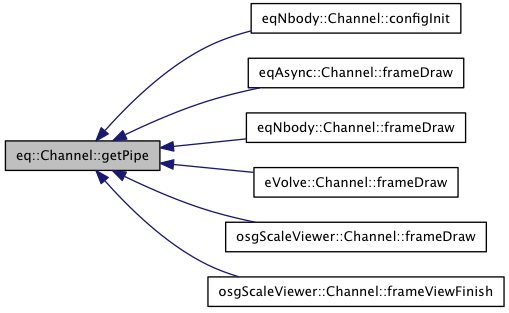 eqNbody::Channel::configInit
eqAsync::Channel::frameDraw
eqNbody::Channel::frameDraw
eq::Channel::getPipe
eVolve::Channel::frameDraw
osgScaleViewer::Channel::frameDraw
osgScaleViewer::Channel::frameViewFinish